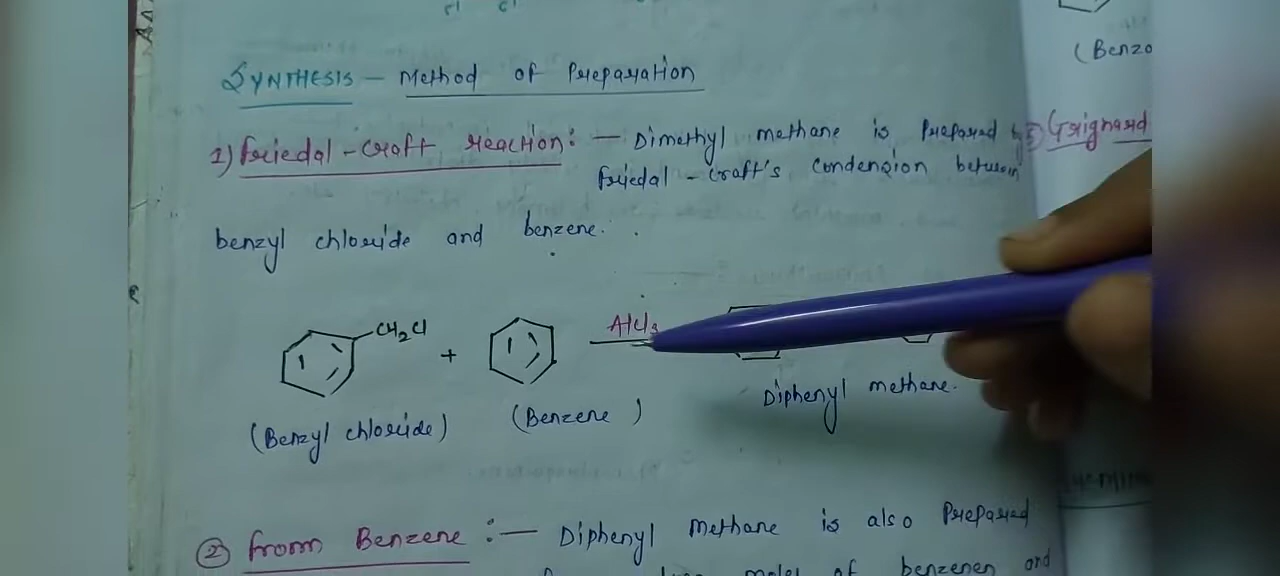 SYNTHESIS – Method of Preparation
1) Friedal-Craft reaction: — Dimethyl methane is Prepared by
Friedal-Craft's Condension between
benzyl chloride and benzene.
CH2Cl + AlCl3
(Benzyl chloride) (Benzene) Diphenyl methane.
② from Benzene :— Diphenyl Methane is also Prepared
moles of benzenen and
(Benzo
Grignard